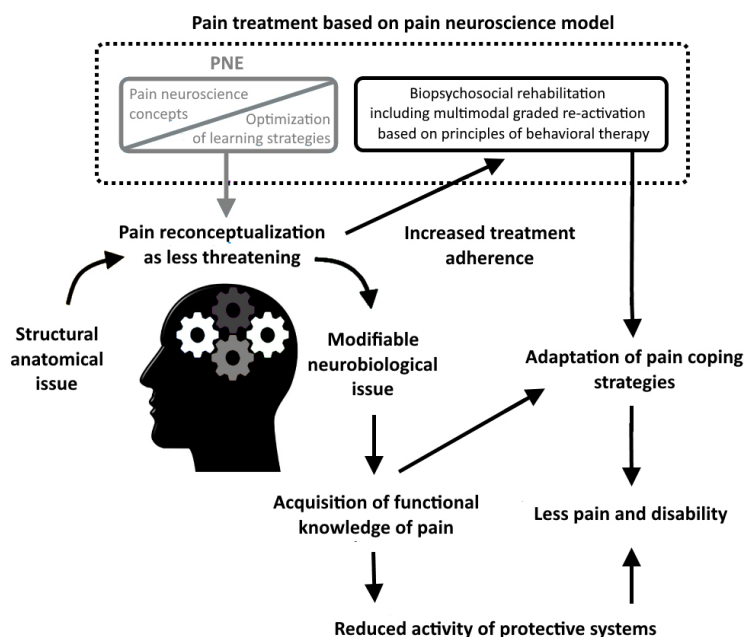 Pain treatment based on pain neuroscience model
PNE
Pain neuroscience
concepts
Optimization
of learning strategies
Biopsychosocial rehabilitation
including multimodal graded re-activation
based on principles of behavioral therapy
Pain reconceptualization
as less threatening
Increased treatment
adherence
Structural
anatomical
issue
Modifiable
neurobiological
issue
Adaptation of pain coping
strategies
Acquisition of functional
knowledge of pain
Less pain and disability
Reduced activity of protective systems